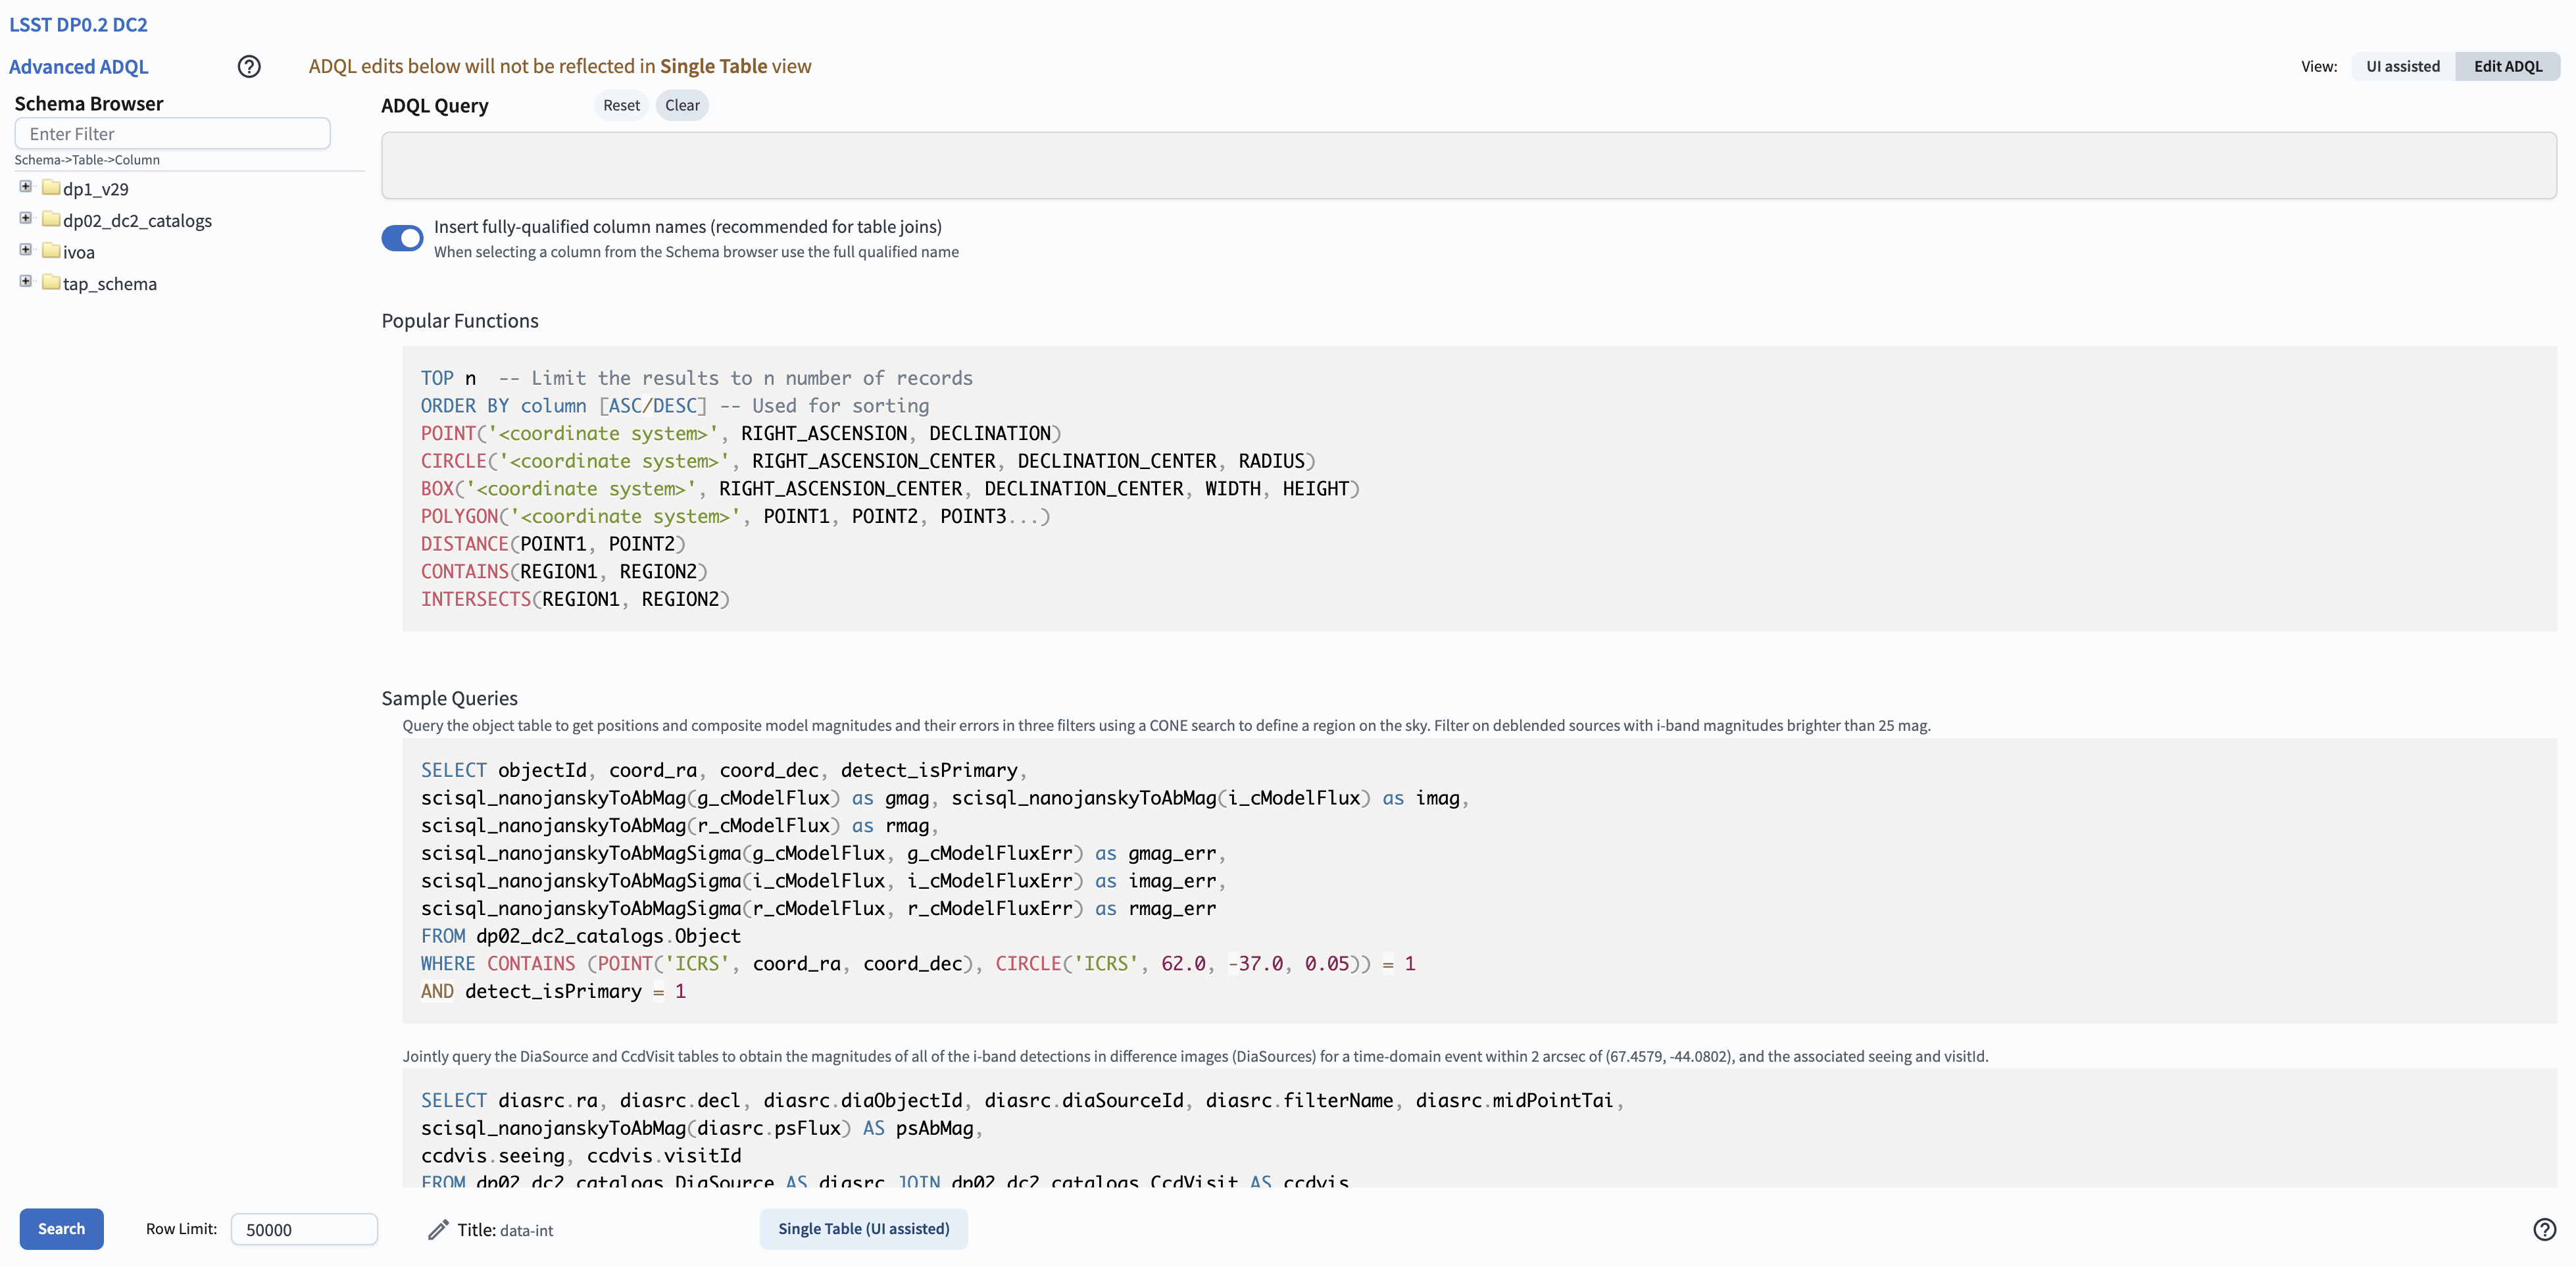 LSST DP0.2 DC2
Advanced ADQL
ADQL edits below will not be reflected in Single Table view
View: UI assisted Edit ADQL
Schema Browser
Enter Filter
Schema->Table->Column
dp1_v29
dp02_dc2_catalogs
ivoa
tap_schema
ADQL Query Reset Clear
Insert fully-qualified column names (recommended for table joins)
When selecting a column from the Schema browser use the full qualified name
Popular Functions
TOP n  -- Limit the results to n number of records
ORDER BY column [ASC/DESC] -- Used for sorting
POINT('<coordinate system>', RIGHT_ASCENSION, DECLINATION)
CIRCLE('<coordinate system>', RIGHT_ASCENSION_CENTER, DECLINATION_CENTER, RADIUS)
BOX('<coordinate system>', RIGHT_ASCENSION_CENTER, DECLINATION_CENTER, WIDTH, HEIGHT)
POLYGON('<coordinate system>', POINT1, POINT2, POINT3...)
DISTANCE(POINT1, POINT2)
CONTAINS(REGION1, REGION2)
INTERSECTS(REGION1, REGION2)
Sample Queries
Query the object table to get positions and composite model magnitudes and their errors in three filters using a CONE search to define a region on the sky. Filter on deblended sources with i-band magnitudes brighter than 25 mag.
SELECT objectId, coord_ra, coord_dec, detect_isPrimary,
scisql_nanojanskyToAbMag(g_cModelFlux) as gmag, scisql_nanojanskyToAbMag(i_cModelFlux) as imag,
scisql_nanojanskyToAbMag(r_cModelFlux) as rmag,
scisql_nanojanskyToAbMagSigma(g_cModelFlux, g_cModelFluxErr) as gmag_err,
scisql_nanojanskyToAbMagSigma(i_cModelFlux, i_cModelFluxErr) as imag_err,
scisql_nanojanskyToAbMagSigma(r_cModelFlux, r_cModelFluxErr) as rmag_err
FROM dp02_dc2_catalogs.Object
WHERE CONTAINS (POINT('ICRS', coord_ra, coord_dec), CIRCLE('ICRS', 62.0, -37.0, 0.05)) = 1
AND detect_isPrimary = 1
Jointly query the DiaSource and CcdVisit tables to obtain the magnitudes of all of the i-band detections in difference images (DiaSources) for a time-domain event within 2 arcsec of (67.4579, -44.0802), and the associated seeing and visitId.
SELECT diasrc.ra, diasrc.decl, diasrc.diaObjectId, diasrc.diaSourceId, diasrc.filterName, diasrc.midPointTai,
scisql_nanojanskyToAbMag(diasrc.psFlux) AS psAbMag,
ccdvis.seeing, ccdvis.visitId
FROM dp02_dc2_catalogs.DiaSource AS diasrc JOIN dp02_dc2_catalogs.CcdVisit AS ccdvis
Search Row Limit: 50000 Title: data-int Single Table (UI assisted)